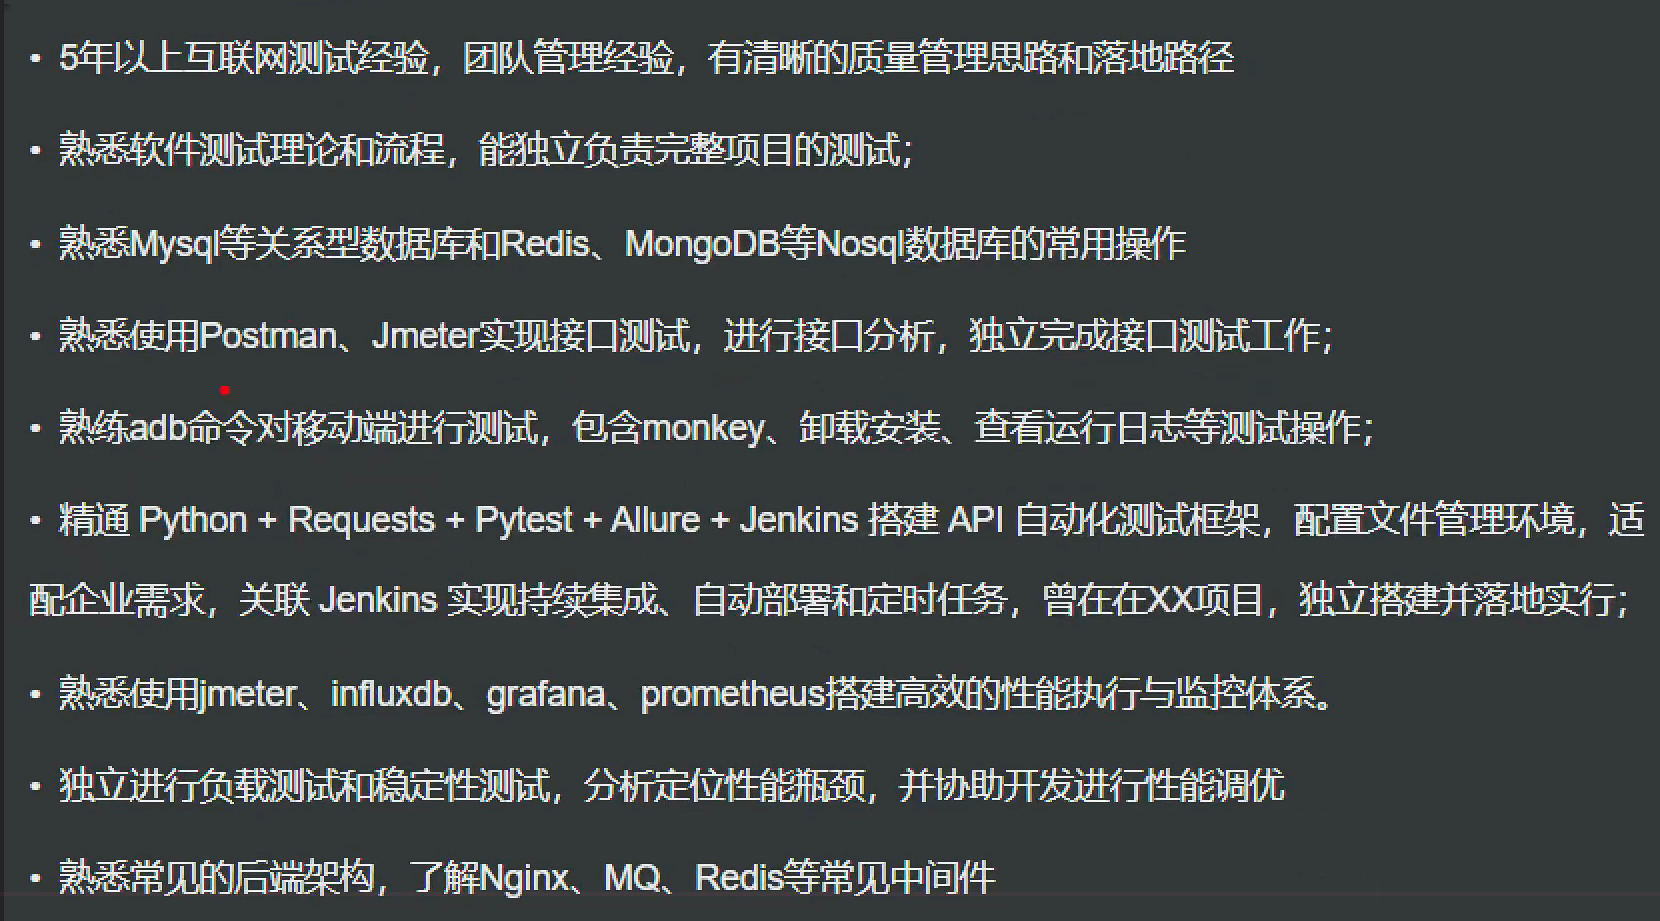 • 5年以上互联网测试经验，团队管理经验，有清晰的质量管理思路和落地路径
• 熟悉软件测试理论和流程，能独立负责完整项目的测试；
• 熟悉Mysql等关系型数据库和Redis、MongoDB等Nosql数据库的常用操作
• 熟悉使用Postman、Jmeter实现接口测试，进行接口分析，独立完成接口测试工作；
• 熟练adb命令对移动端进行测试，包含monkey、卸载安装、查看运行日志等测试操作；
• 精通 Python + Requests + Pytest + Allure + Jenkins 搭建 API 自动化测试框架，配置文件管理环境，适
配企业需求，关联 Jenkins 实现持续集成、自动部署和定时任务，曾在在XX项目，独立搭建并落地实行；
• 熟悉使用jmeter、influxdb、grafana、prometheus搭建高效的性能执行与监控体系。
• 独立进行负载测试和稳定性测试，分析定位性能瓶颈，并协助开发进行性能调优
• 熟悉常见的后端架构，了解Nginx、MQ、Redis等常见中间件